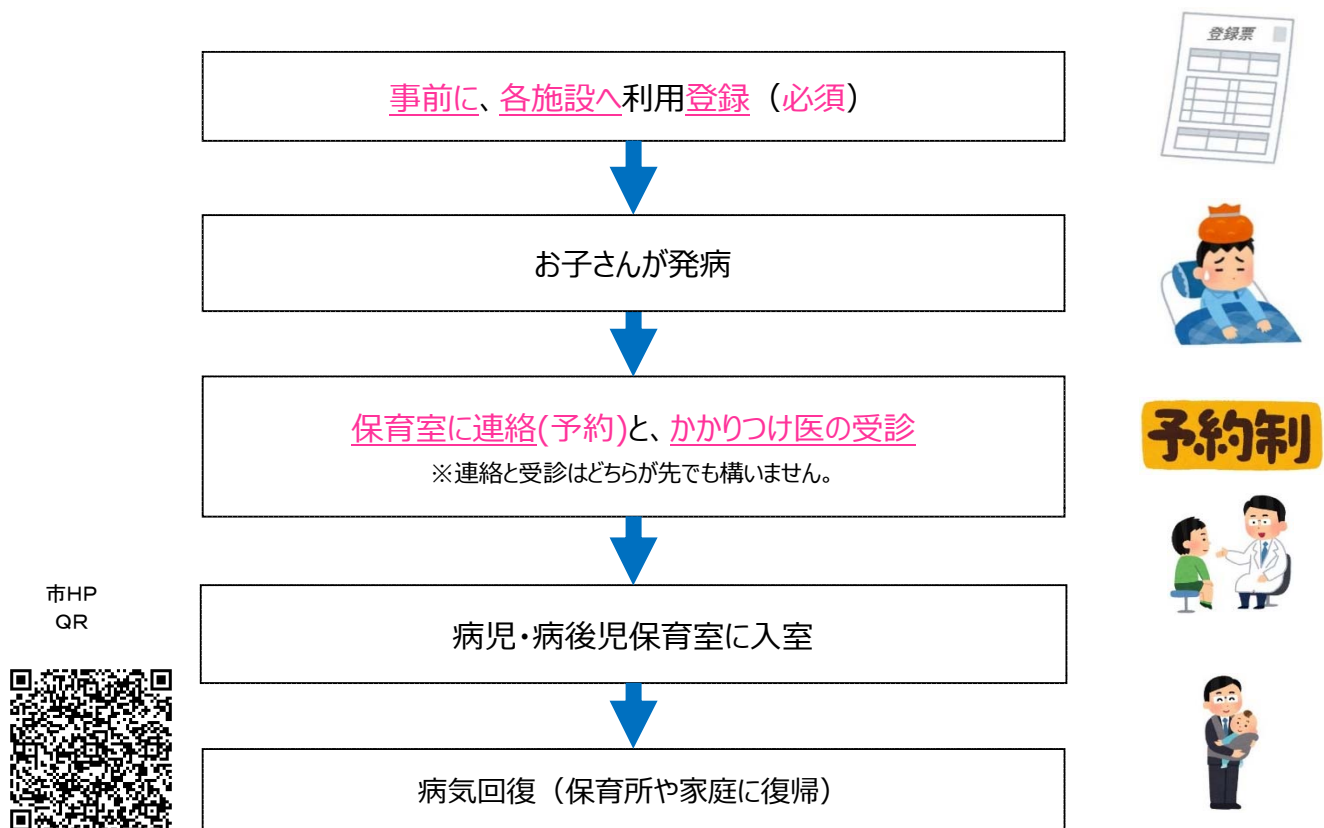 登録票
事前に、各施設へ利用登録（必須）
お子さんが発病
保育室に連絡(予約)と、かかりつけ医の受診
※連絡と受診はどちらが先でも構いません。
予約制
市HP
QR
病児・病後児保育室に入室
病気回復（保育所や家庭に復帰）